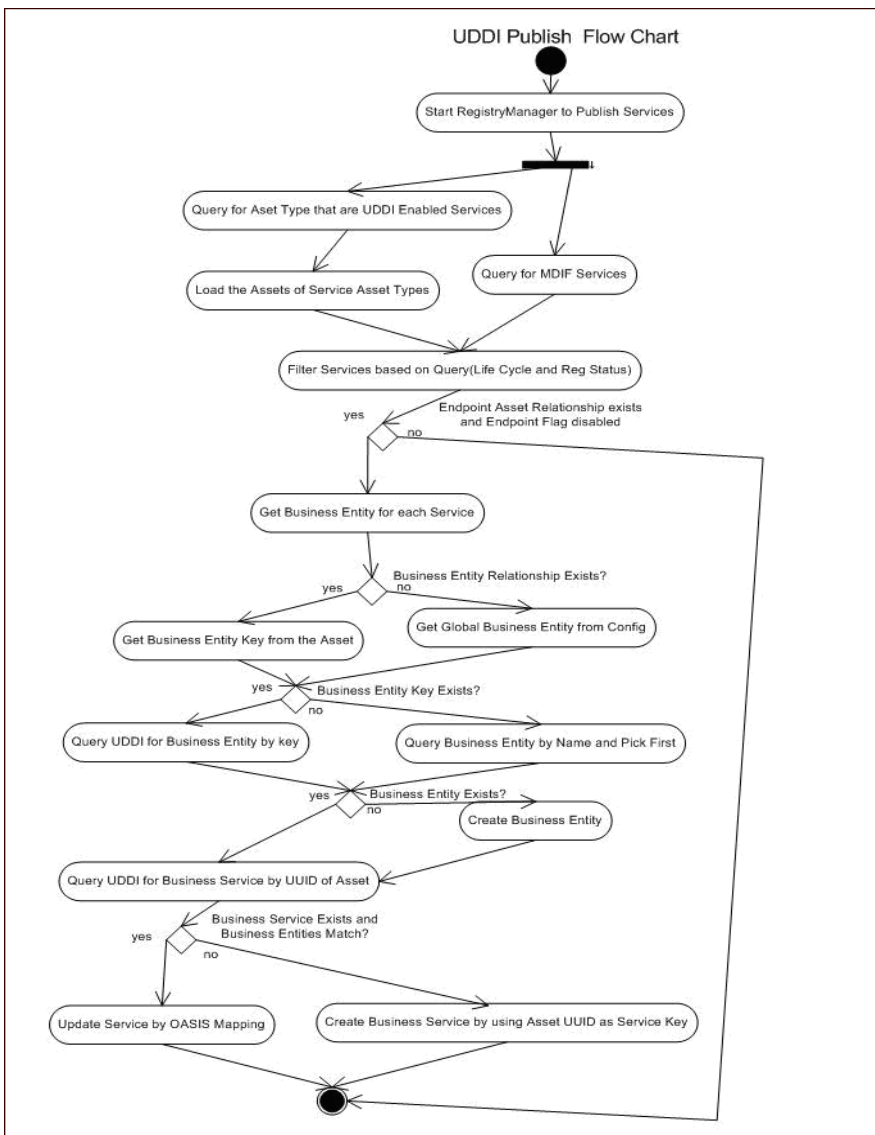 UDDI Publish Flow Chart
Start RegistryManager to Publish Services
Query for Aset Type that are UDDI Enabled Services
Query for MDIF Services
Load the Assets of Service Asset Types
Filter Services based on Query(Life Cycle and Reg Status)
Endpoint Asset Relationship exists
and Endpoint Flag disabled
yes
no
Get Business Entity for each Service
Business Entity Relationship Exists?
yes
no
Get Business Entity Key from the Asset
Get Global Business Entity from Config
yes
Business Entity Key Exists?
no
Query UDDI for Business Entity by key
Query Business Entity by Name and Pick First
yes
Business Entity Exists?
no
Create Business Entity
Query UDDI for Business Service by UUID of Asset
Business Service Exists and
Business Entities Match?
yes
no
Update Service by OASIS Mapping
Create Business Service by using Asset UUID as Service Key